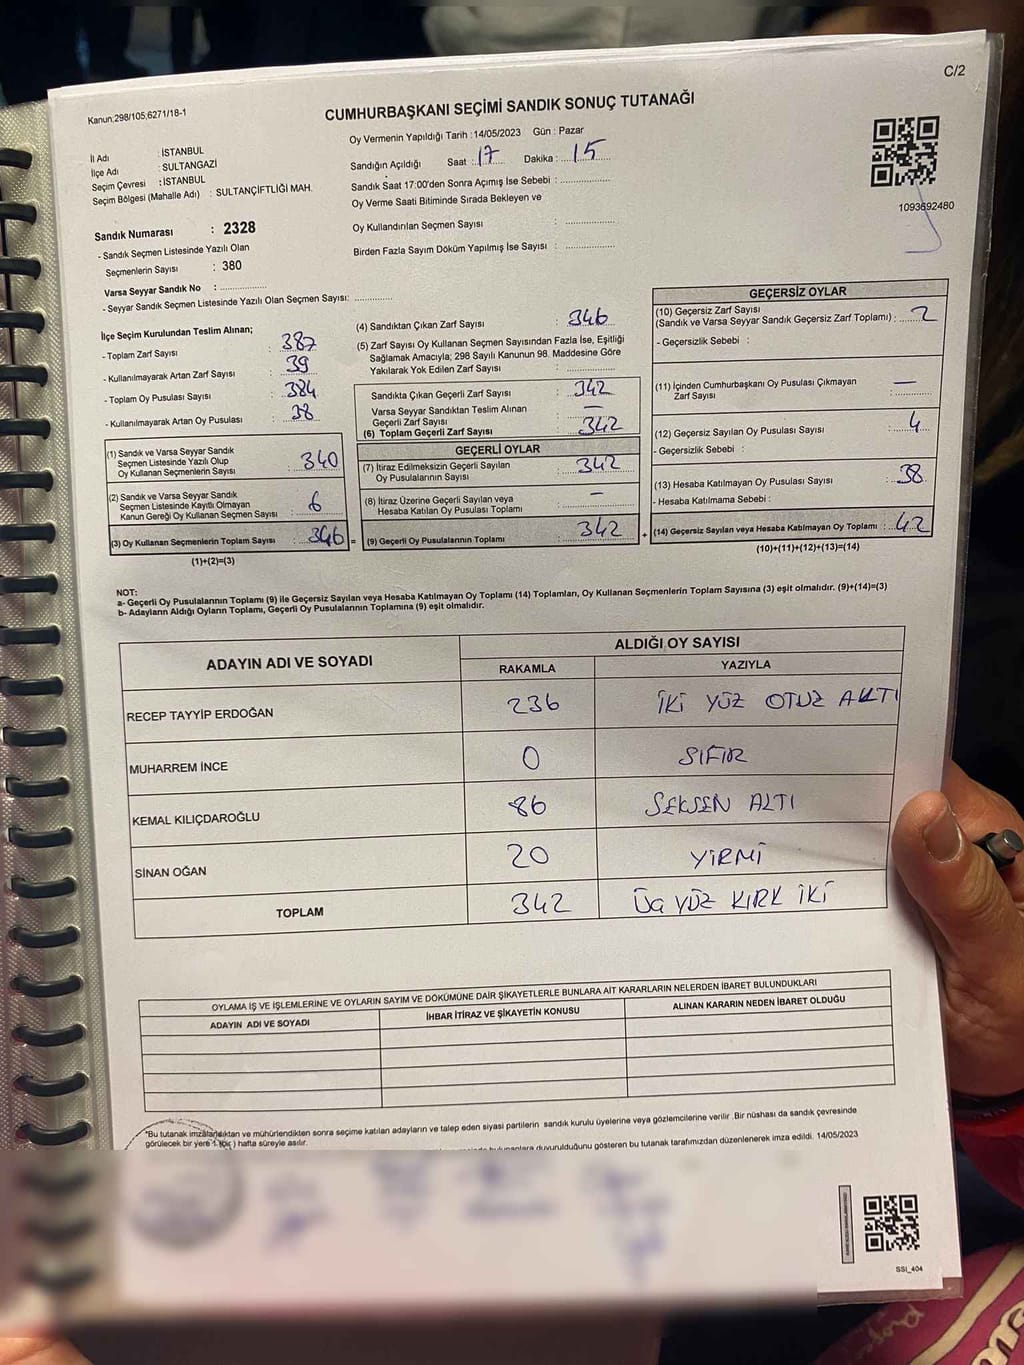 C/2
Kanun;298/105;6271/18-1
CUMHURBAŞKANI SEÇİMİ SANDIK SONUÇ TUTANAĞI
Oy Vermenin Yapıldığı Tarih :14/05/2023 Gün : Pazar
İl Adı : İSTANBUL
İlçe Adı : SULTANGAZİ
Seçim Çevresi : İSTANBUL
Seçim Bölgesi (Mahalle Adı) : SULTANÇİFTLİĞİ MAH.
Sandığın Açıldığı Saat : 17 Dakika : 15
Sandık Saat 17:00'den Sonra Açımış İse Sebebi :
Oy Verme Saati Bitiminde Sırada Bekleyen ve
Oy Kullandırılan Seçmen Sayısı :
Birden Fazla Sayım Döküm Yapılmış İse Sayısı :
1093692480
Sandık Numarası : 2328
- Sandık Seçmen Listesinde Yazılı Olan
Seçmenlerin Sayısı : 380
Varsa Seyyar Sandık No :
- Seyyar Sandık Seçmen Listesinde Yazılı Olan Seçmen Sayısı:
İlçe Seçim Kurulundan Teslim Alınan;
- Toplam Zarf Sayısı : 387
- Kullanılmayarak Artan Zarf Sayısı : 39
- Toplam Oy Pusulası Sayısı : 384
- Kullanılmayarak Artan Oy Pusulası : 38
(1) Sandık ve Varsa Seyyar Sandık
Seçmen Listesinde Yazılı Olup
Oy Kullanan Seçmenlerin Sayısı : 340
(2) Sandık ve Varsa Seyyar Sandık
Seçmen Listesinde Kayıtlı Olmayan
Kanun Gereği Oy Kullanan Seçmen Sayısı : 6
(3) Oy Kullanan Seçmenlerin Toplam Sayısı : 346 =
(1)+(2)=(3)
(4) Sandıktan Çıkan Zarf Sayısı : 346
(5) Zarf Sayısı Oy Kullanan Seçmen Sayısından Fazla İse, Eşitliği
Sağlamak Amacıyla; 298 Sayılı Kanunun 98. Maddesine Göre
Yakılarak Yok Edilen Zarf Sayısı :
Sandıkta Çıkan Geçerli Zarf Sayısı : 342
Varsa Seyyar Sandıktan Teslim Alınan
Geçerli Zarf Sayısı : —
(6) Toplam Geçerli Zarf Sayısı : 342
GEÇERLİ OYLAR
(7) İtiraz Edilmeksizin Geçerli Sayılan
Oy Pusulalarının Sayısı : 342
(8) İtiraz Üzerine Geçerli Sayılan veya
Hesaba Katılan Oy Pusulası Toplamı : —
(9) Geçerli Oy Pusulalarının Toplamı : 342 +
GEÇERSİZ OYLAR
(10) Geçersiz Zarf Sayısı
(Sandık ve Varsa Seyyar Sandık Geçersiz Zarf Toplamı) : 2
- Geçersizlik Sebebi :
(11) İçinden Cumhurbaşkanı Oy Pusulası Çıkmayan
Zarf Sayısı : —
(12) Geçersiz Sayılan Oy Pusulası Sayısı : 4
- Geçersizlik Sebebi :
(13) Hesaba Katılmayan Oy Pusulası Sayısı : 38
- Hesaba Katılmama Sebebi :
(14) Geçersiz Sayılan veya Hesaba Katılmayan Oy Toplamı : 42
(10)+(11)+(12)+(13)=(14)
NOT:
a- Geçerli Oy Pusulalarının Toplamı (9) ile Geçersiz Sayılan veya Hesaba Katılmayan Oy Toplamı (14) Toplamları, Oy Kullanan Seçmenlerin Toplam Sayısına (3) eşit olmalıdır. (9)+(14)=(3)
b- Adayların Aldığı Oyların Toplamı, Geçerli Oy Pusulalarının Toplamına (9) eşit olmalıdır.
ADAYIN ADI VE SOYADI
ALDIĞI OY SAYISI
RAKAMLA YAZIYLA
RECEP TAYYİP ERDOĞAN 236 İKİ YÜZ OTUZ ALTI
MUHARREM İNCE 0 SIFIR
KEMAL KILIÇDAROĞLU 86 SEKSEN ALTI
SİNAN OĞAN 20 YİRMİ
TOPLAM 342 ÜÇ YÜZ KIRK İKİ
OYLAMA İŞ VE İŞLEMLERİNE VE OYLARIN SAYIM VE DÖKÜMÜNE DAİR ŞİKAYETLERLE BUNLARA AİT KARARLARIN NELERDEN İBARET BULUNDUKLARI
ADAYIN ADI VE SOYADI İHBAR İTİRAZ VE ŞİKAYETİN KONUSU ALINAN KARARIN NEDEN İBARET OLDUĞU
*Bu tutanak imzalandıktan ve mühürlendikten sonra seçime katılan adayların ve talep eden siyasi partilerin sandık kurulu üyelerine veya gözlemcilerine verilir .Bir nüshası da sandık çevresinde
görülecek bir yere 1 (bir) hafta süreyle asılır.
duyurulduğunu gösteren bu tutanak tarafımızdan düzenlenerek imza edildi. 14/05/2023
SSI_404